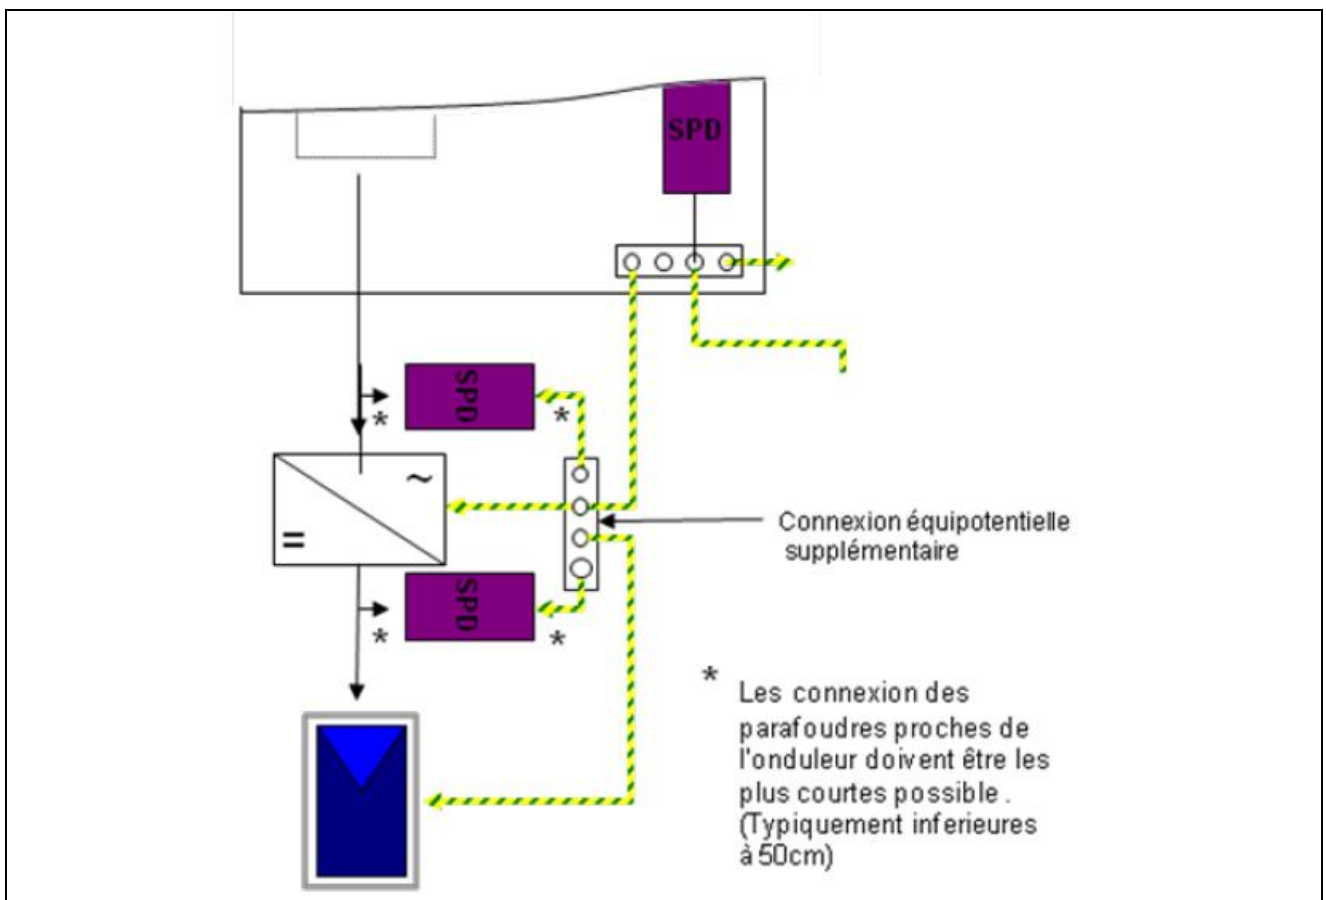 SPD
SPD
*
*
~
=
Connexion équipotentielle
supplémentaire
SPD
*
*
* Les connexion des
parafoudres proches de
l'onduleur doivent être les
plus courtes possible .
(Typiquement inferieures
à 50cm)